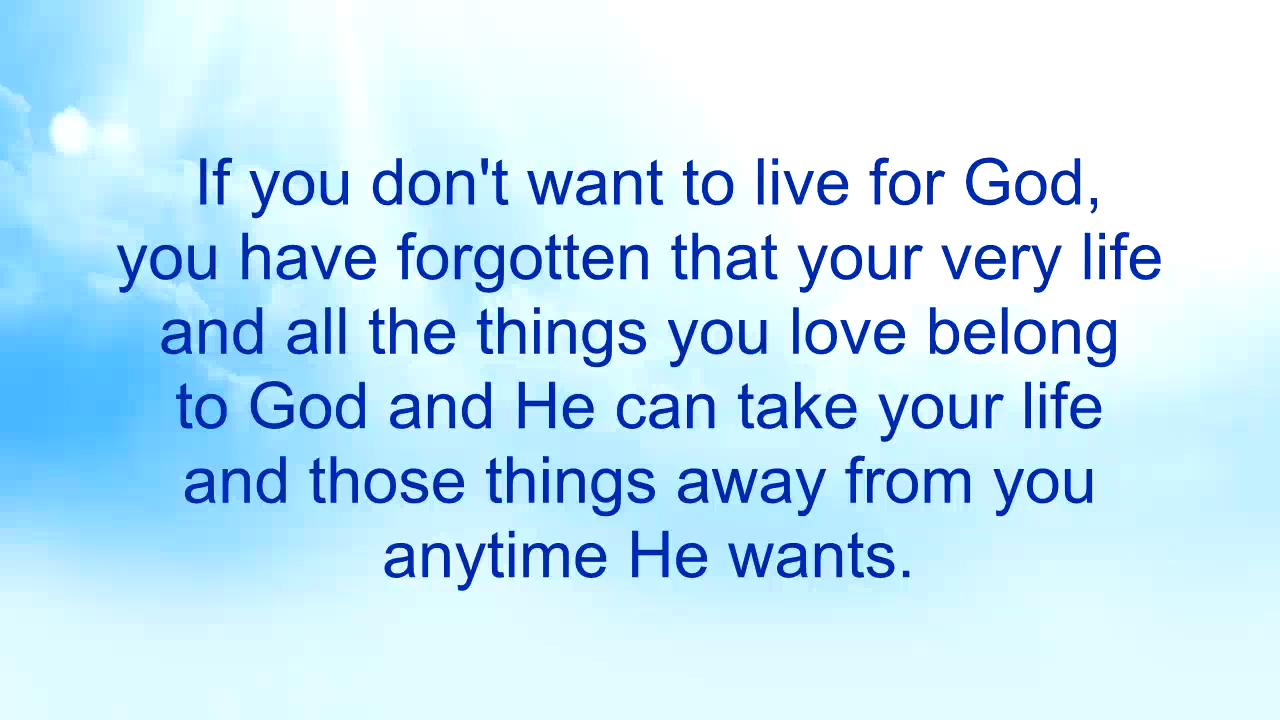 If you don't want to live for God,
you have forgotten that your very life
and all the things you love belong
to God and He can take your life
and those things away from you
anytime He wants.